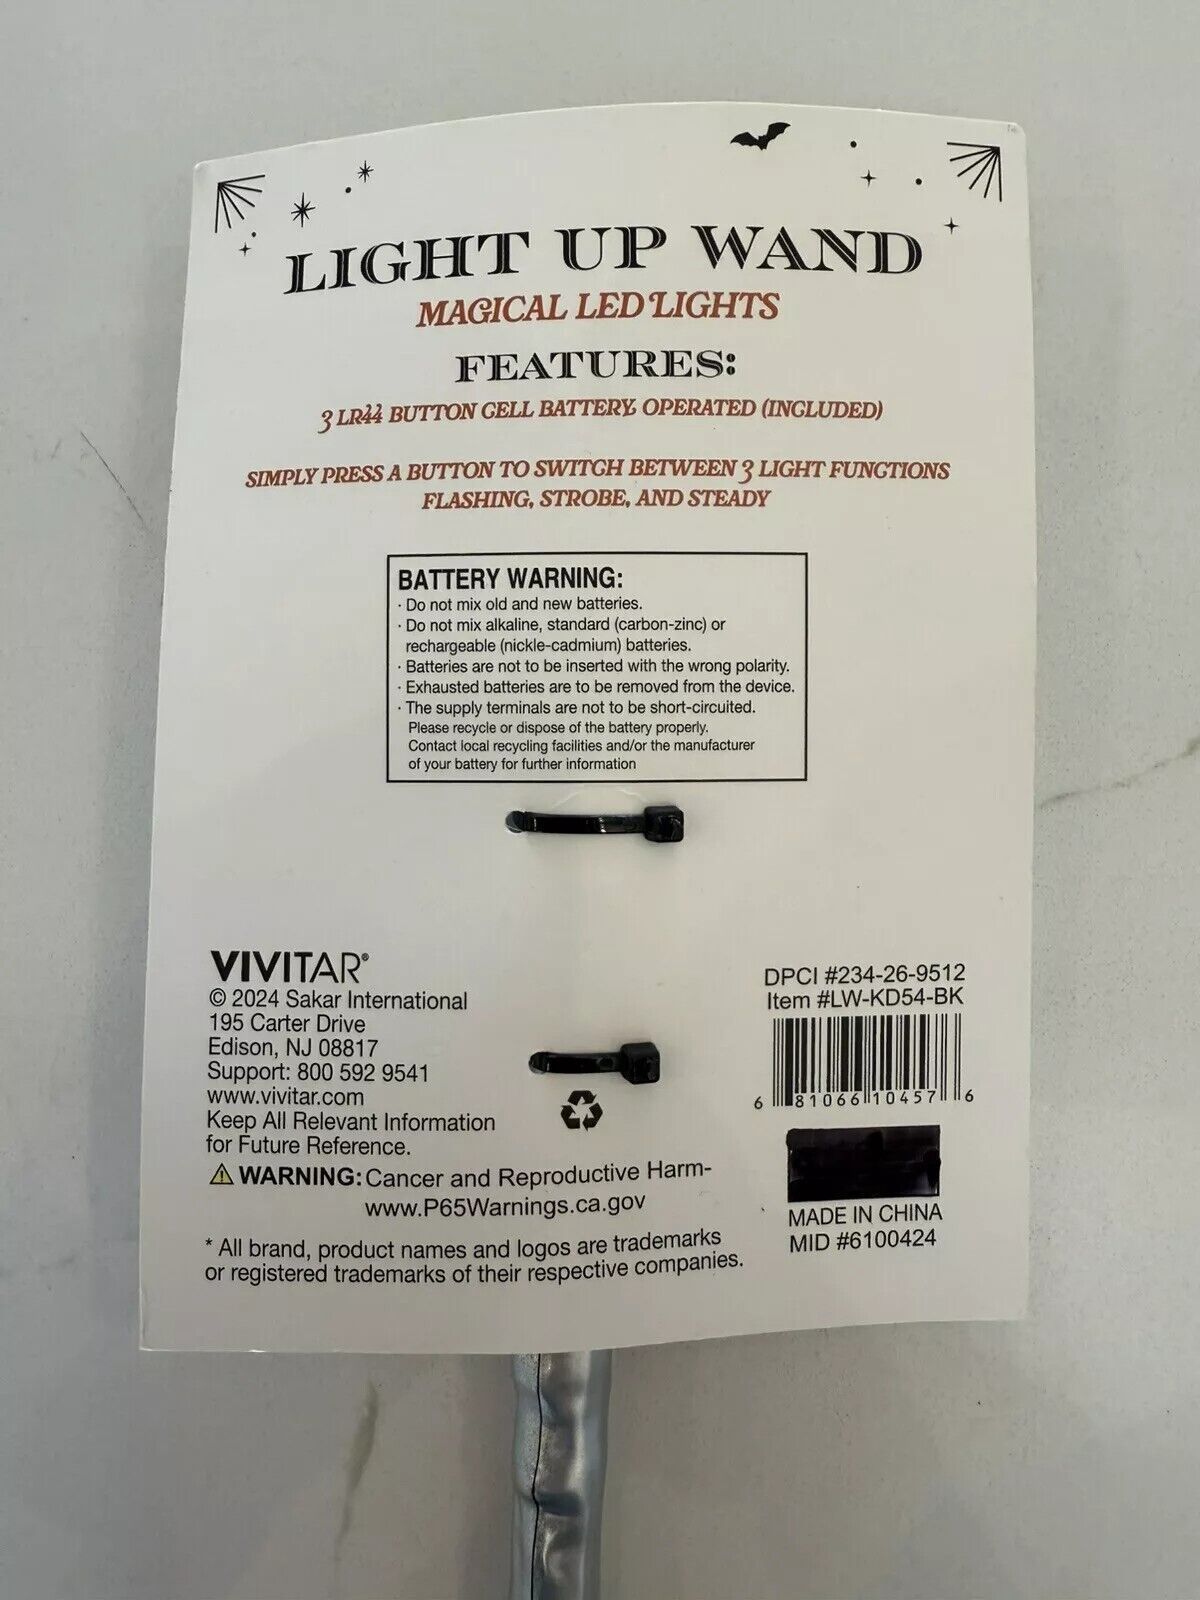 LIGHT UP WAND
MAGICAL LED LIGHTS
FEATURES:
3 LR44 BUTTON CELL BATTERY OPERATED (INCLUDED)
SIMPLY PRESS A BUTTON TO SWITCH BETWEEN 3 LIGHT FUNCTIONS
FLASHING, STROBE, AND STEADY
BATTERY WARNING:
· Do not mix old and new batteries.
· Do not mix alkaline, standard (carbon-zinc) or
rechargeable (nickle-cadmium) batteries.
· Batteries are not to be inserted with the wrong polarity.
· Exhausted batteries are to be removed from the device.
· The supply terminals are not to be short-circuited.
Please recycle or dispose of the battery properly.
Contact local recycling facilities and/or the manufacturer
of your battery for further information
VIVITAR®
© 2024 Sakar International
195 Carter Drive
Edison, NJ 08817
Support: 800 592 9541
www.vivitar.com
Keep All Relevant Information
for Future Reference.
⚠ WARNING: Cancer and Reproductive Harm-
www.P65Warnings.ca.gov
* All brand, product names and logos are trademarks
or registered trademarks of their respective companies.
DPCI #234-26-9512
Item #LW-KD54-BK
6 81066 10457 6
MADE IN CHINA
MID #6100424